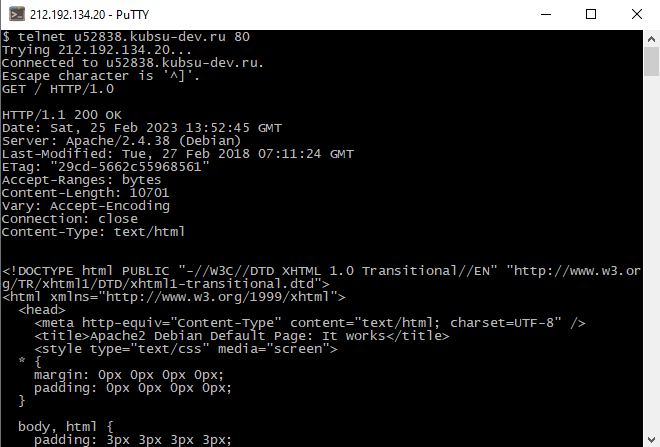 212.192.134.20 - PuTTY
$ telnet u52838.kubsu-dev.ru 80
Trying 212.192.134.20...
Connected to u52838.kubsu-dev.ru.
Escape character is '^]'.
GET / HTTP/1.0
HTTP/1.1 200 OK
Date: Sat, 25 Feb 2023 13:52:45 GMT
Server: Apache/2.4.38 (Debian)
Last-Modified: Tue, 27 Feb 2018 07:11:24 GMT
ETag: "29cd-5662c55968561"
Accept-Ranges: bytes
Content-Length: 10701
Vary: Accept-Encoding
Connection: close
Content-Type: text/html
<!DOCTYPE html PUBLIC "-//W3C//DTD XHTML 1.0 Transitional//EN" "http://www.w3.or
g/TR/xhtml1/DTD/xhtml1-transitional.dtd">
<html xmlns="http://www.w3.org/1999/xhtml">
  <head>
    <meta http-equiv="Content-Type" content="text/html; charset=UTF-8" />
    <title>Apache2 Debian Default Page: It works</title>
    <style type="text/css" media="screen">
  * {
    margin: 0px 0px 0px 0px;
    padding: 0px 0px 0px 0px;
  }
  body, html {
    padding: 3px 3px 3px 3px;